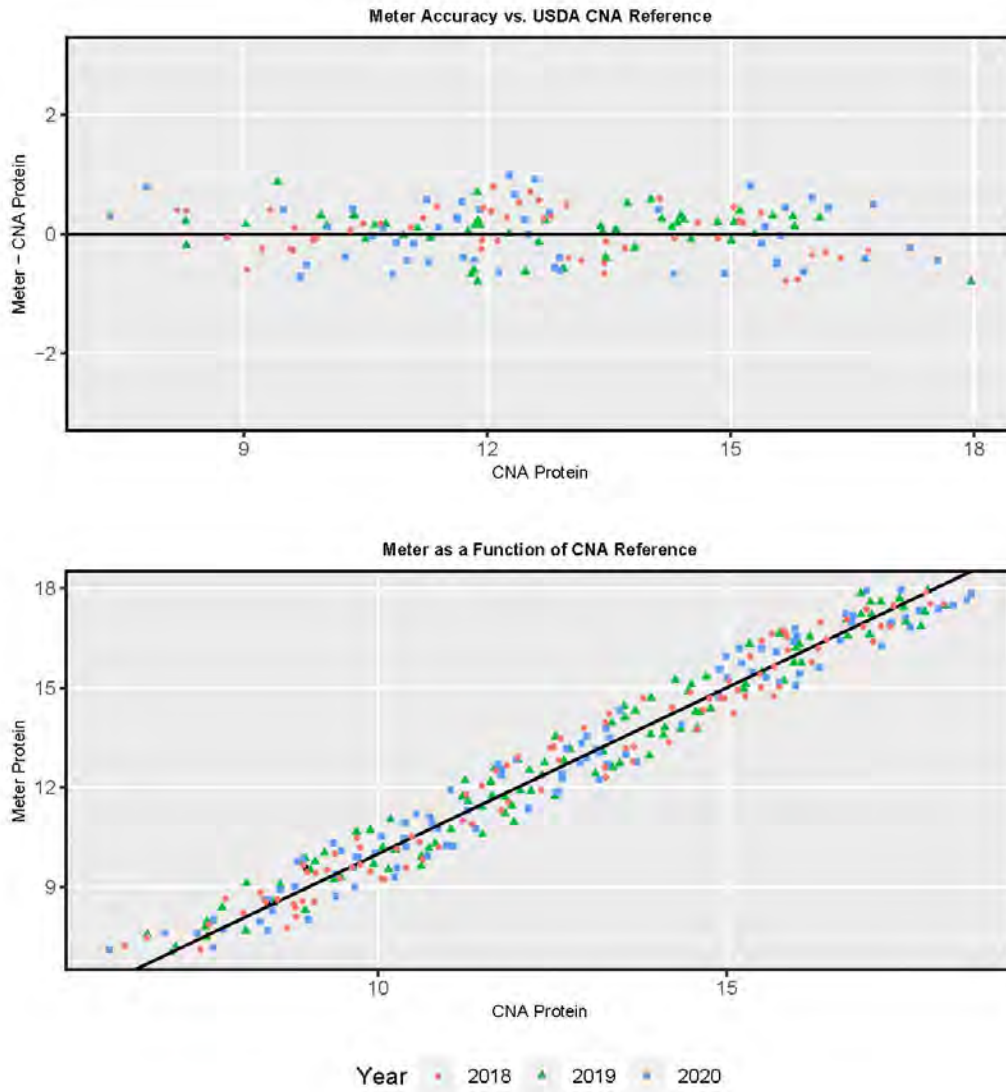 Meter Accuracy vs. USDA CNA Reference
2
0
−2
Meter − CNA Protein
9 12 15 18
CNA Protein
Meter as a Function of CNA Reference
18
15
12
9
Meter Protein
10 15
CNA Protein
Year 2018 2019 2020